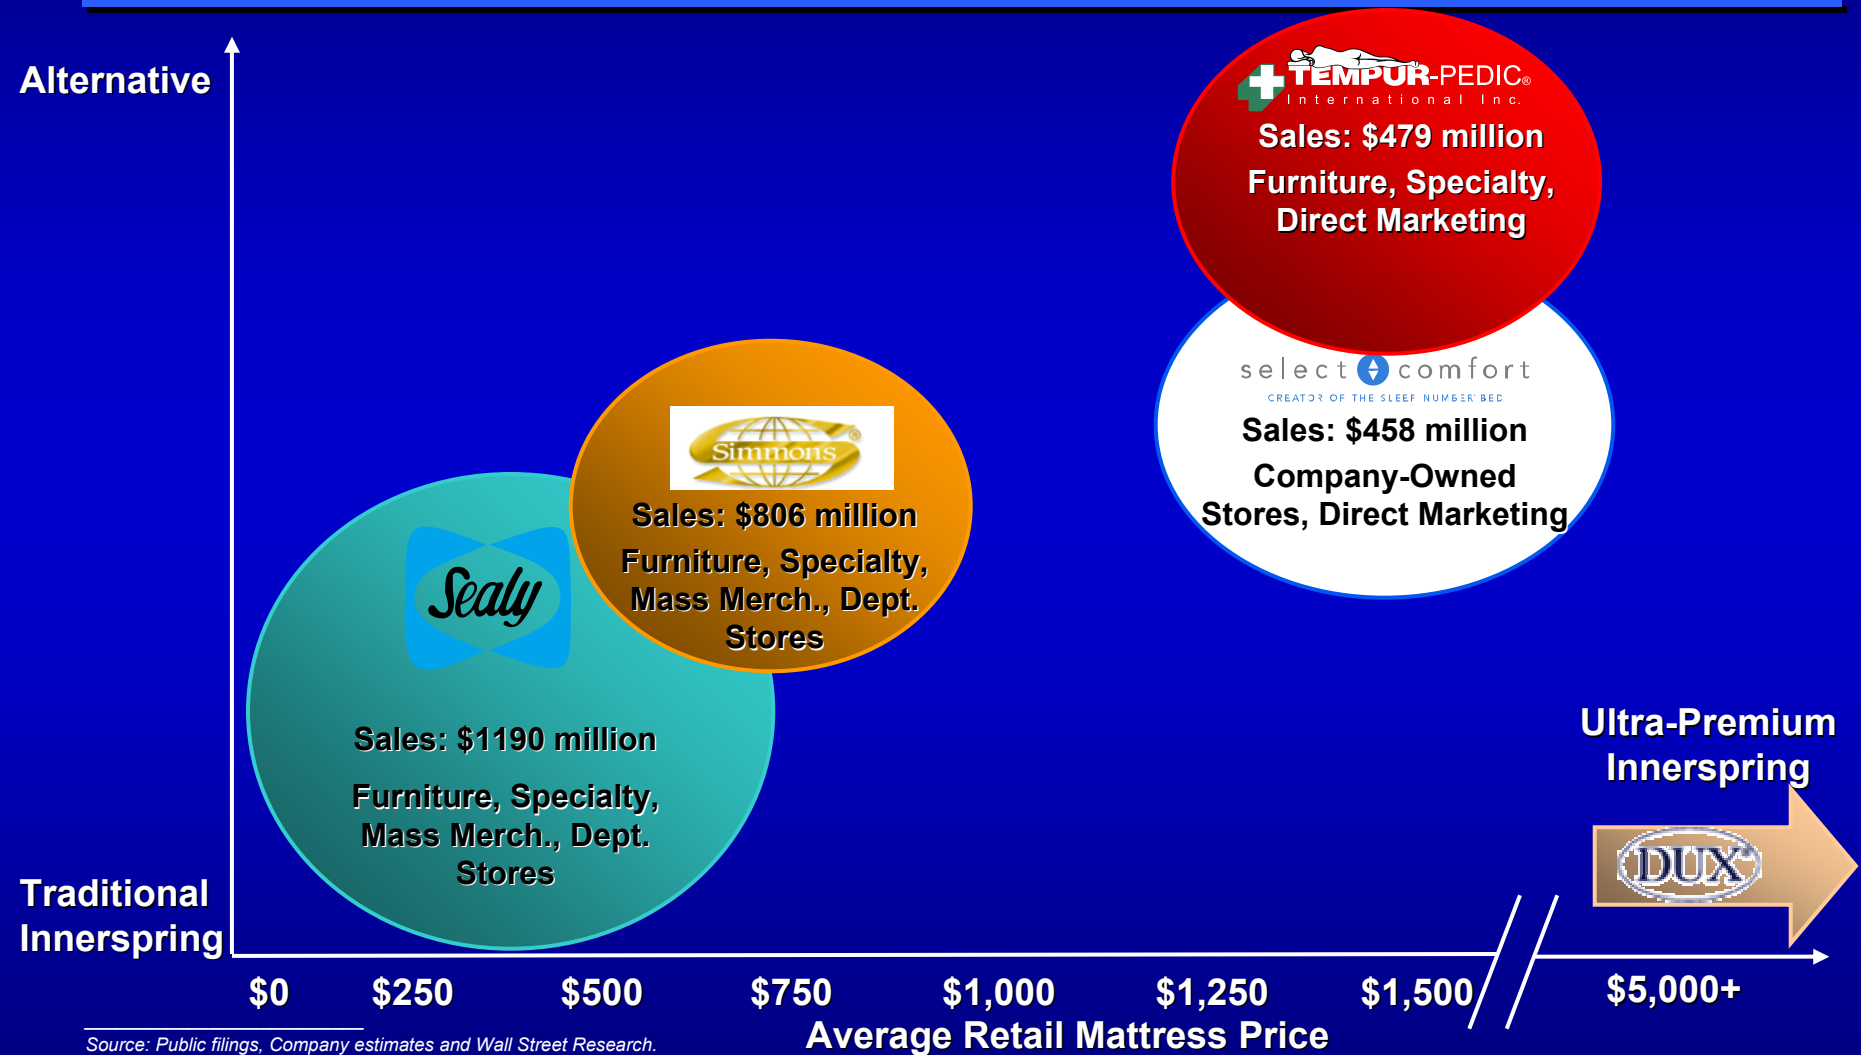 Alternative
TEMPUR-PEDIC®
International Inc.
Sales: $479 million
Furniture, Specialty,
Direct Marketing
select comfort
CREATOR OF THE SLEEP NUMBER BED
Sales: $458 million
Company-Owned
Stores, Direct Marketing
Simmons®
Sales: $806 million
Furniture, Specialty,
Mass Merch., Dept.
Stores
Sealy
Sales: $1190 million
Furniture, Specialty,
Mass Merch., Dept.
Stores
Ultra-Premium
Innerspring
DUX®
Traditional
Innerspring
$0 $250 $500 $750 $1,000 $1,250 $1,500 $5,000+
Average Retail Mattress Price
Source: Public filings, Company estimates and Wall Street Research.